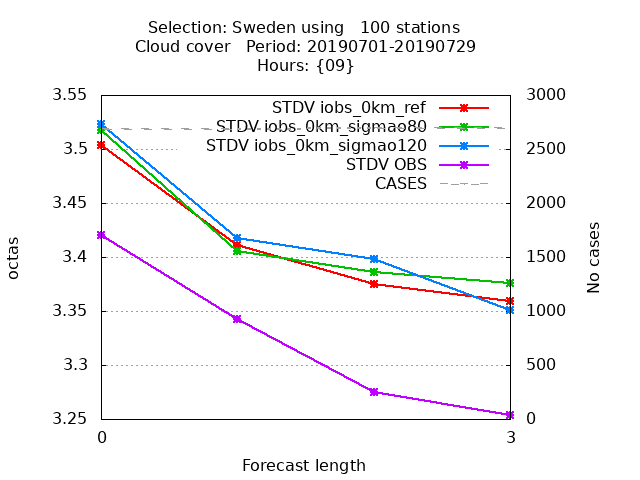 Selection: Sweden using   100 stations
Cloud cover   Period: 20190701-20190729
Hours: {09}
3.55
3.5
3.45
3.4
3.35
3.3
3.25
octas
STDV iobs_0km_ref
STDV iobs_0km_sigmao80
STDV iobs_0km_sigmao120
STDV OBS
CASES
3000
2500
2000
1500
1000
500
0
No cases
0
3
Forecast length